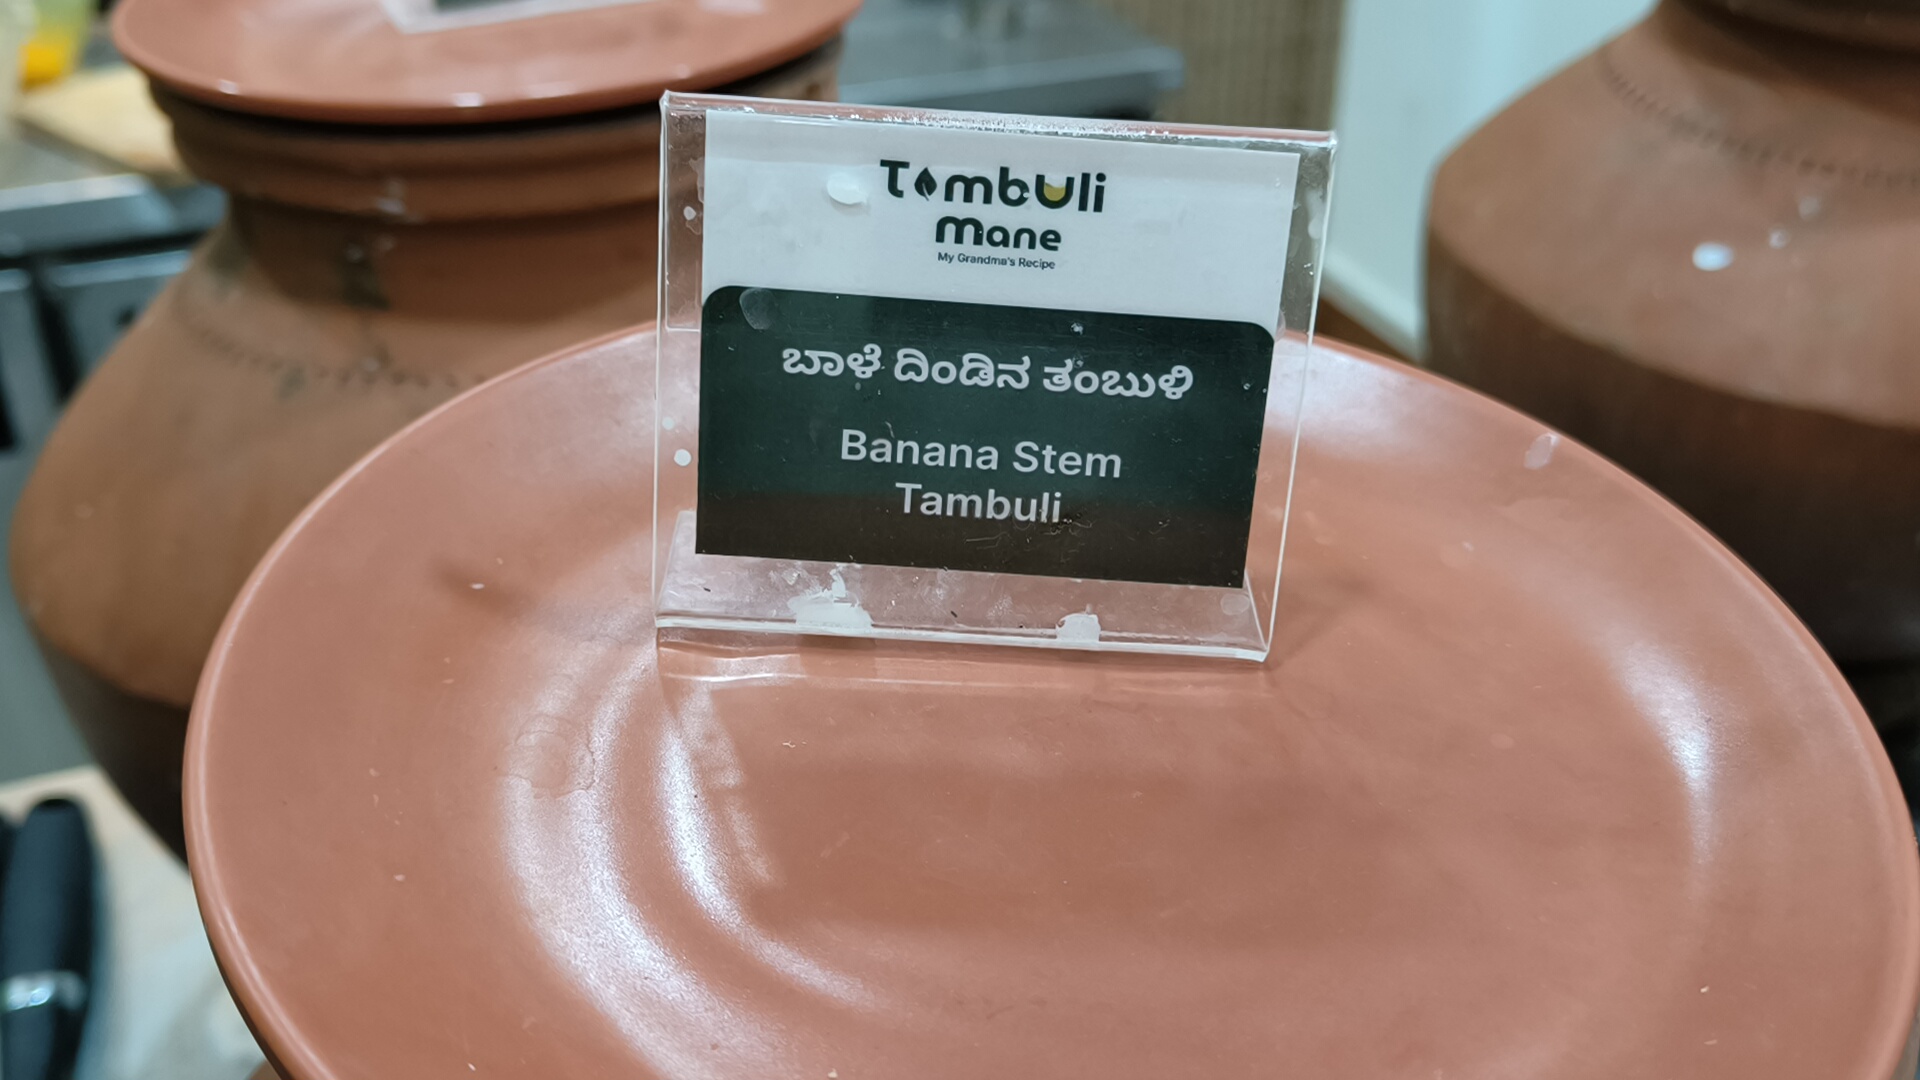 Tambuli
mane
My Grandma's Recipe
ಬಾಳೆ ದಿಂಡಿನ ತಂಬುಳಿ
Banana Stem
Tambuli